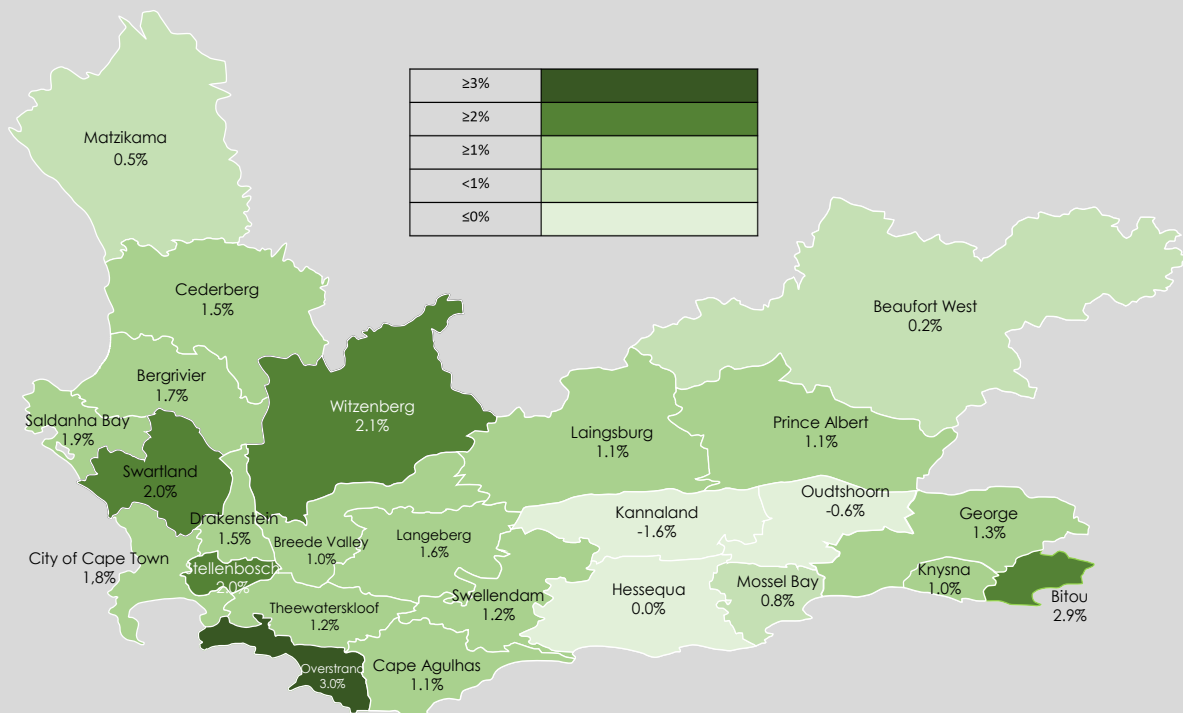 ≥3%
≥2%
≥1%
<1%
≤0%
Matzikama
0.5%
Cederberg
1.5%
Bergrivier
1.7%
Saldanha Bay
1.9%
Swartland
2.0%
Witzenberg
2.1%
Beaufort West
0.2%
Laingsburg
1.1%
Prince Albert
1.1%
Drakenstein
1.5%
City of Cape Town
1.8%
Stellenbosch
2.0%
Breede Valley
1.0%
Langeberg
1.6%
Kannaland
-1.6%
Oudtshoorn
-0.6%
George
1.3%
Theewaterskloof
1.2%
Swellendam
1.2%
Hessequa
0.0%
Mossel Bay
0.8%
Knysna
1.0%
Bitou
2.9%
Overstrand
3.0%
Cape Agulhas
1.1%